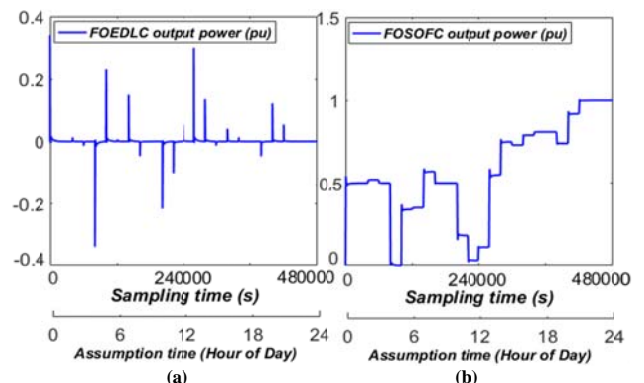 0.4
FOEDLC output power (pu)
0.2
0
-0.2
-0.4
0 240000 480000
Sampling time (s)
0 6 12 18 24
Assumption time (Hour of Day)
(a)
1.5
FOSOFC output power (pu)
1
0.5
0
0 240000 480000
Sampling time (s)
0 6 12 18 24
Assumption time (Hour of Day)
(b)